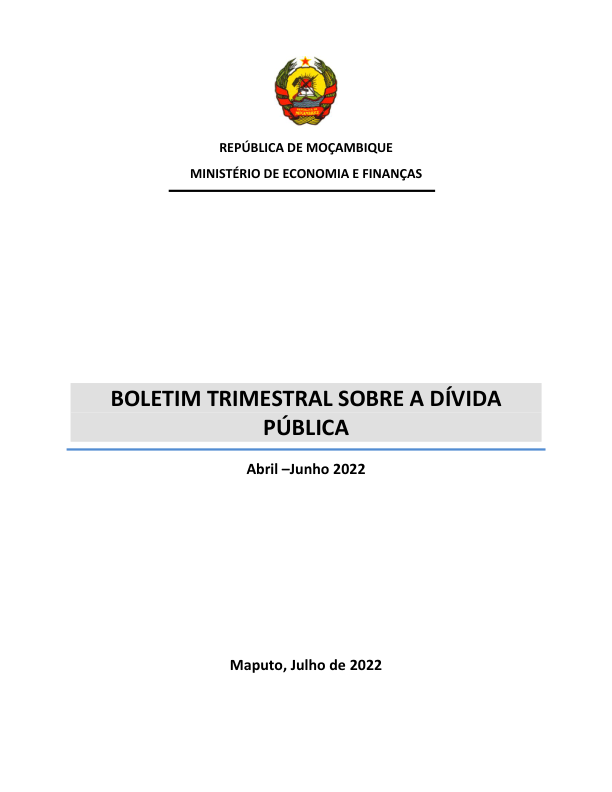 REPÚBLICA DE MOÇAMBIQUE
MINISTÉRIO DE ECONOMIA E FINANÇAS
BOLETIM TRIMESTRAL SOBRE A DÍVIDA
PÚBLICA
Abril –Junho 2022
Maputo, Julho de 2022